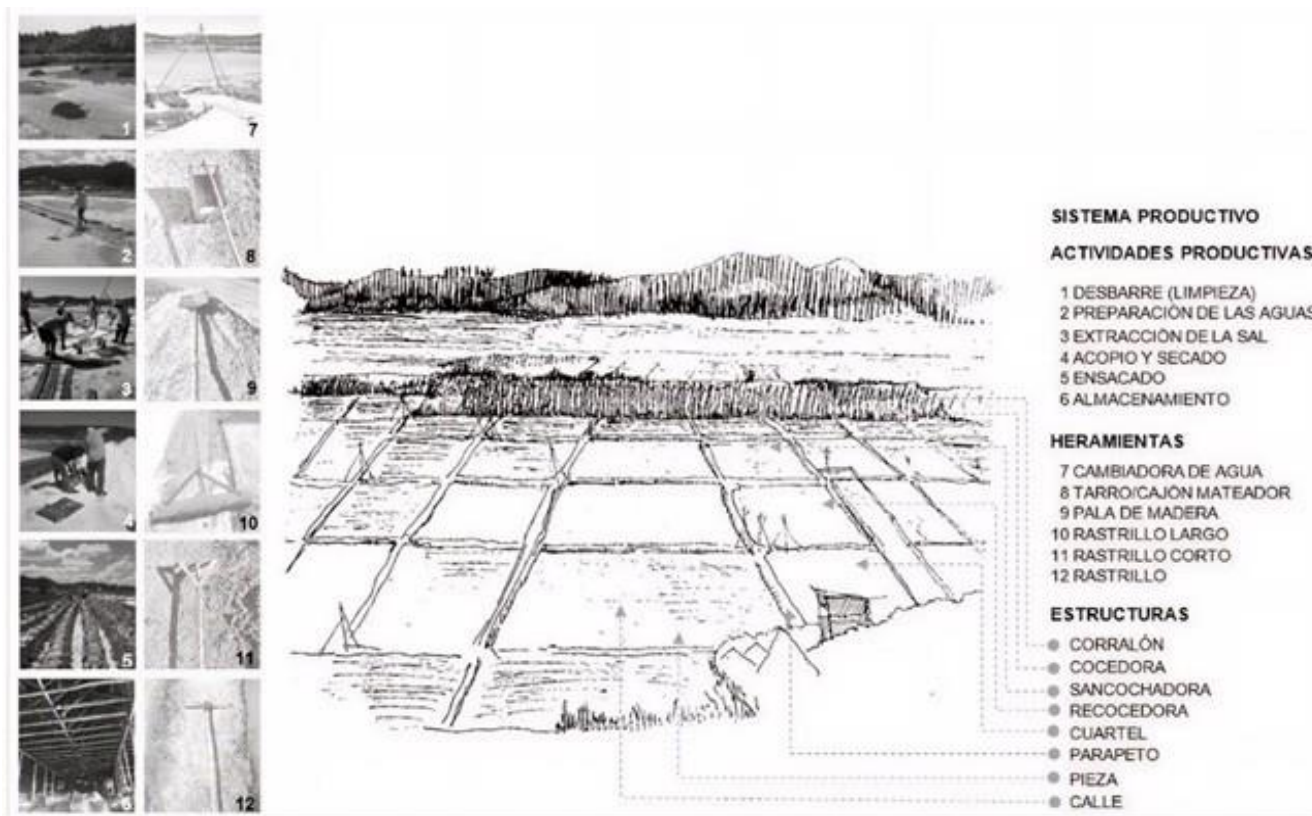 1
7
2
8
3
9
4
10
5
11
6
12
SISTEMA PRODUCTIVO
ACTIVIDADES PRODUCTIVAS
1 DESBARRE (LIMPIEZA)
2 PREPARACIÓN DE LAS AGUAS
3 EXTRACCIÓN DE LA SAL
4 ACOPIO Y SECADO
5 ENSACADO
6 ALMACENAMIENTO
HERAMIENTAS
7 CAMBIADORA DE AGUA
8 TARRO/CAJÓN MATEADOR
9 PALA DE MADERA
10 RASTRILLO LARGO
11 RASTRILLO CORTO
12 RASTRILLO
ESTRUCTURAS
CORRALÓN
COCEDORA
SANCOCHADORA
RECOCEDORA
CUARTEL
PARAPETO
PIEZA
CALLE